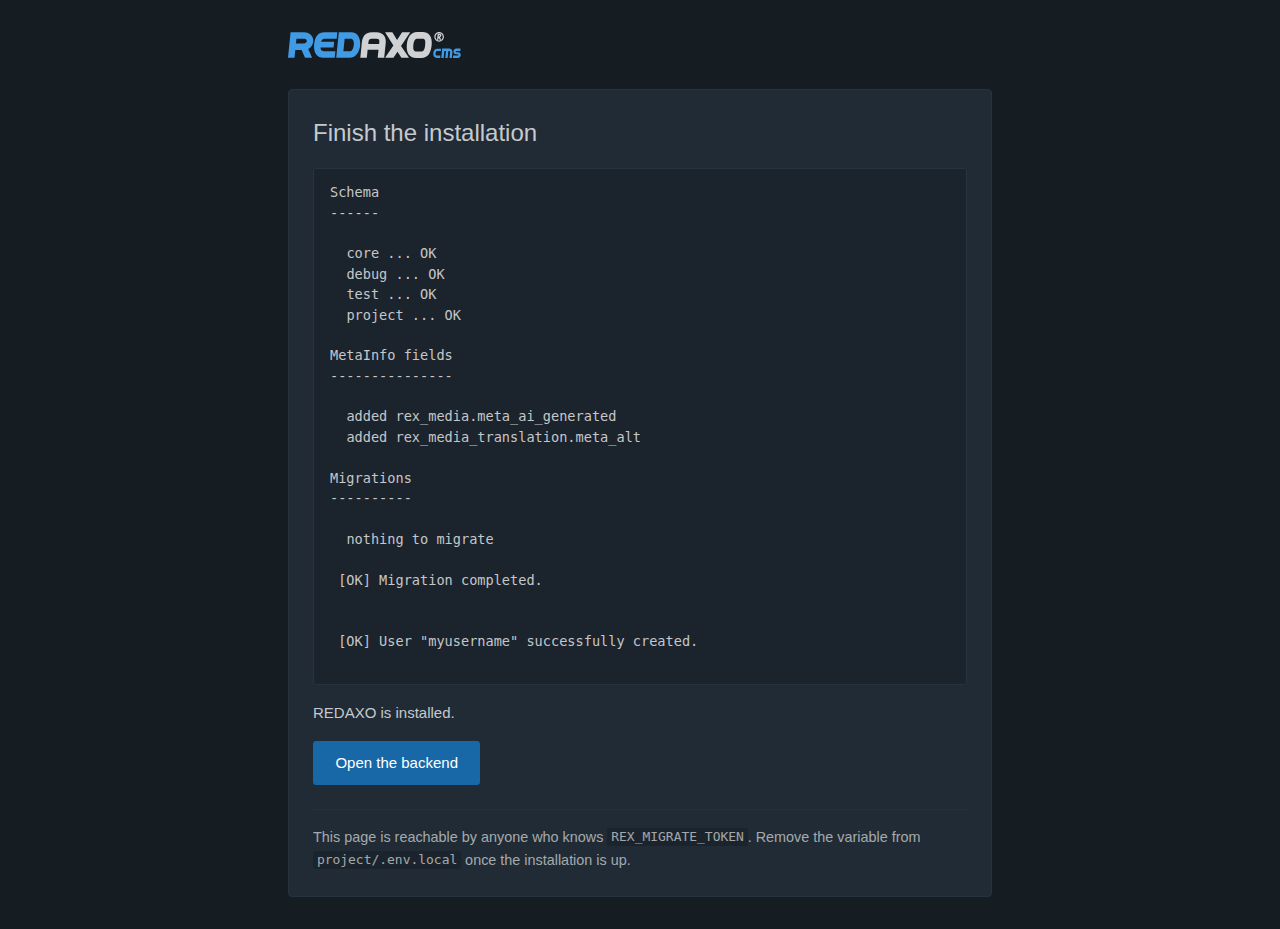 REDAXO® cms
Finish the installation
Schema
------
core ... OK
debug ... OK
test ... OK
project ... OK
MetaInfo fields
---------------
added rex_media.meta_ai_generated
added rex_media_translation.meta_alt
Migrations
----------
nothing to migrate
[OK] Migration completed.
[OK] User "myusername" successfully created.
REDAXO is installed.
Open the backend
This page is reachable by anyone who knows REX_MIGRATE_TOKEN. Remove the variable from
project/.env.local once the installation is up.